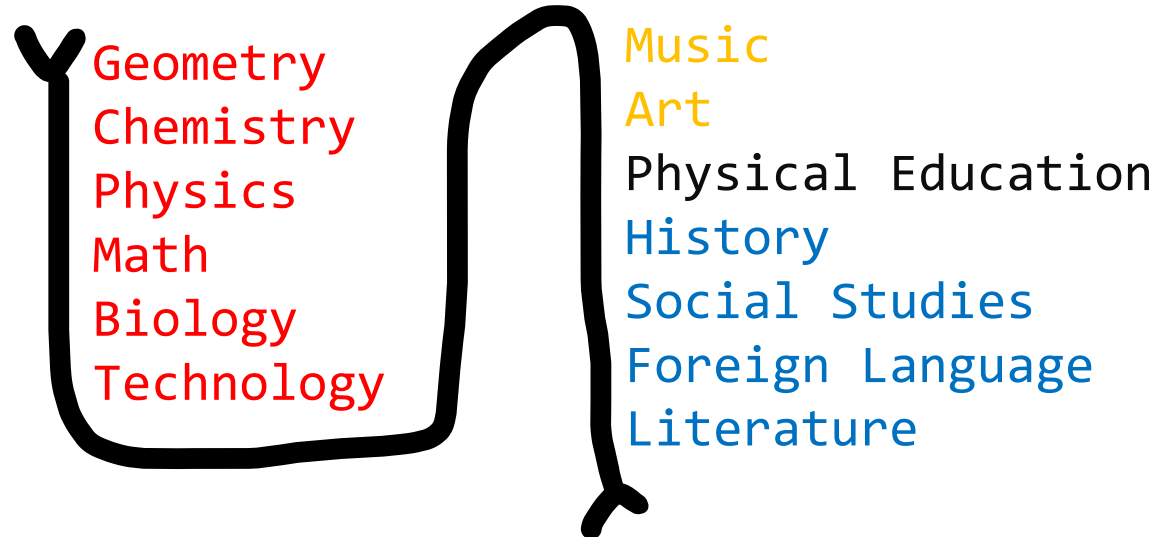 Geometry
Chemistry
Physics
Math
Biology
Technology
Music
Art
Physical Education
History
Social Studies
Foreign Language
Literature